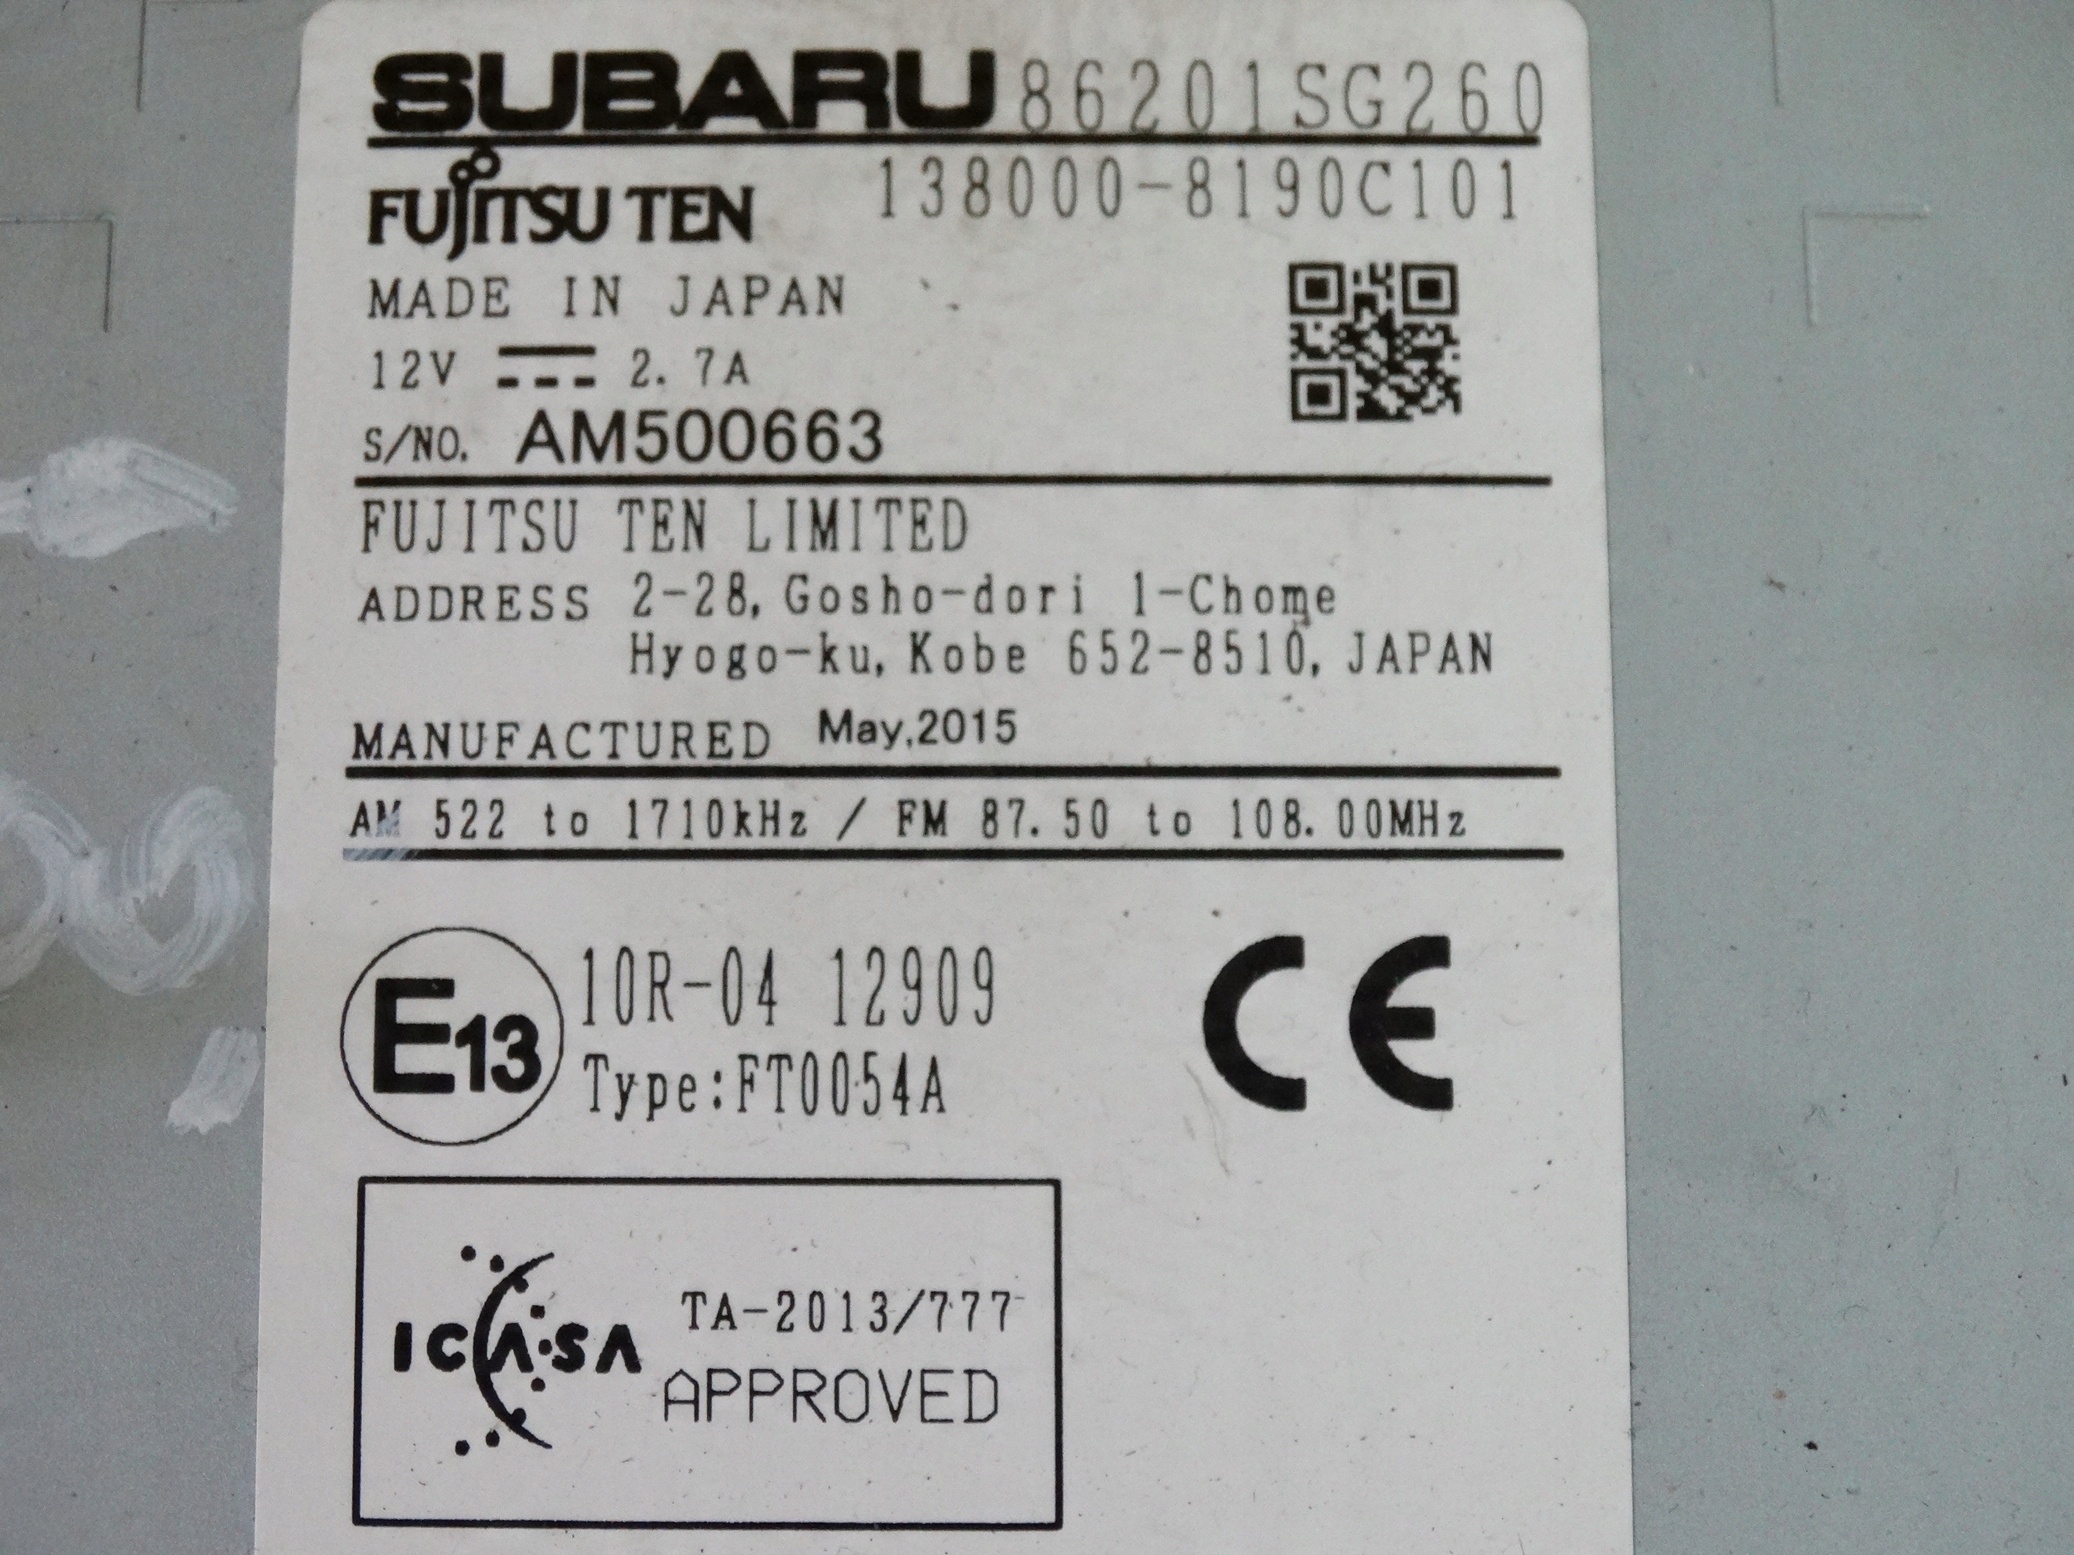 SUBARU 86201SG260
FUJITSU TEN 138000-8190C101
MADE IN JAPAN
12V 2.7A
S/NO. AM500663
FUJITSU TEN LIMITED
ADDRESS 2-28, Gosho-dori 1-Chome
Hyogo-ku, Kobe 652-8510, JAPAN
MANUFACTURED May,2015
AM 522 to 1710kHz / FM 87.50 to 108.00MHz
E13 10R-04 12909
Type:FT0054A
CE
ICASA TA-2013/777
APPROVED